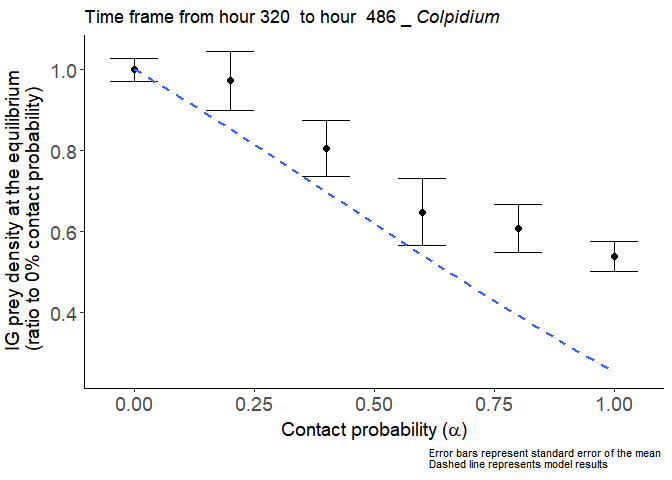 Time frame from hour 320  to hour  486 _ Colpidium
IG prey density at the equilibrium
(ratio to 0% contact probability)
1.0
0.8
0.6
0.4
0.00 0.25 0.50 0.75 1.00
Contact probability (α)
Error bars represent standard error of the mean
Dashed line represents model results